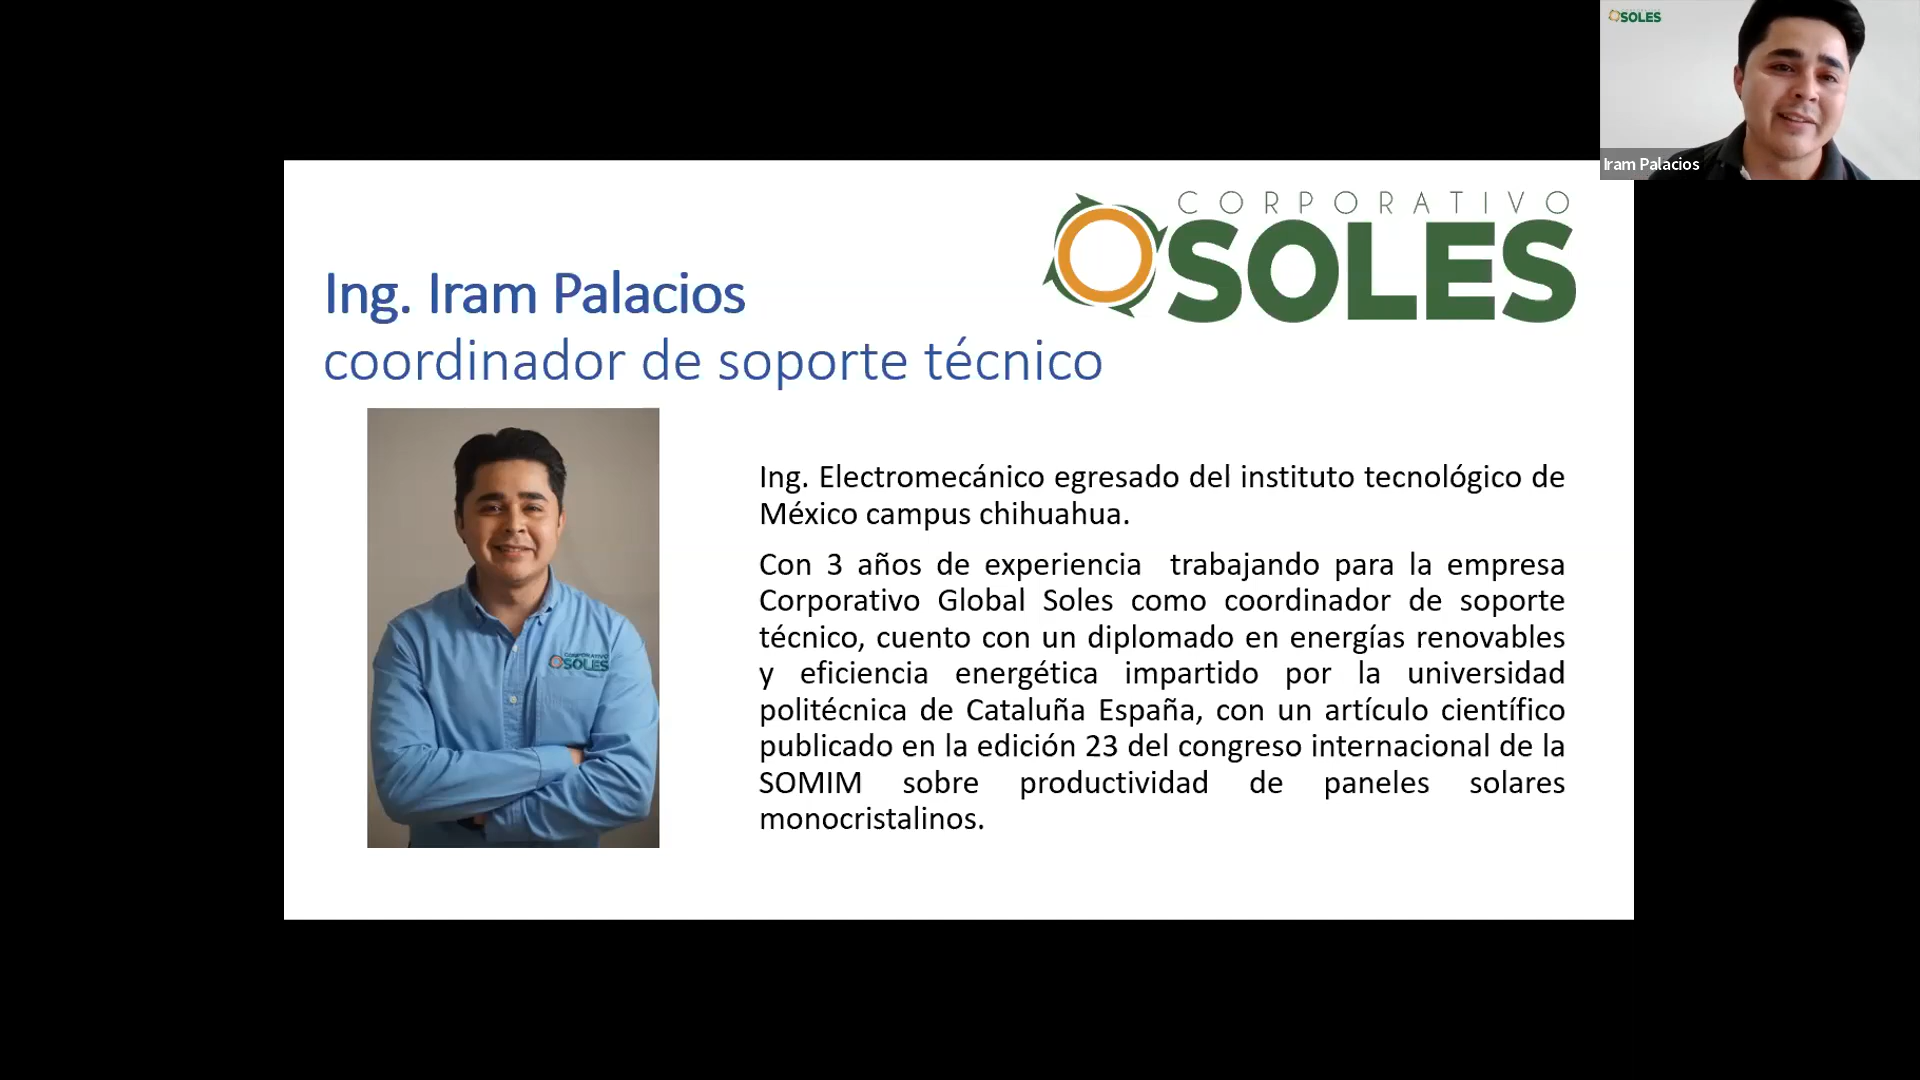 SOLES
Iram Palacios
CORPORATIVO
SOLES
Ing. Iram Palacios
coordinador de soporte técnico
CORPORATIVO
SOLES
Ing. Electromecánico egresado del instituto tecnológico de
México campus chihuahua.
Con 3 años de experiencia trabajando para la empresa
Corporativo Global Soles como coordinador de soporte
técnico, cuento con un diplomado en energías renovables
y eficiencia energética impartido por la universidad
politécnica de Cataluña España, con un artículo científico
publicado en la edición 23 del congreso internacional de la
SOMIM sobre productividad de paneles solares
monocristalinos.